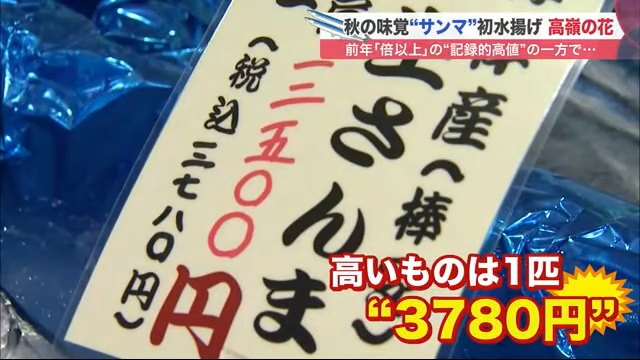 秋の味覚“サンマ”初水揚げ 高嶺の花
前年「倍以上」の“記録的高値”の一方で…
産(棒
さんま
三五〇〇円
(税込三七八〇円)
高いものは1匹
“3780円”